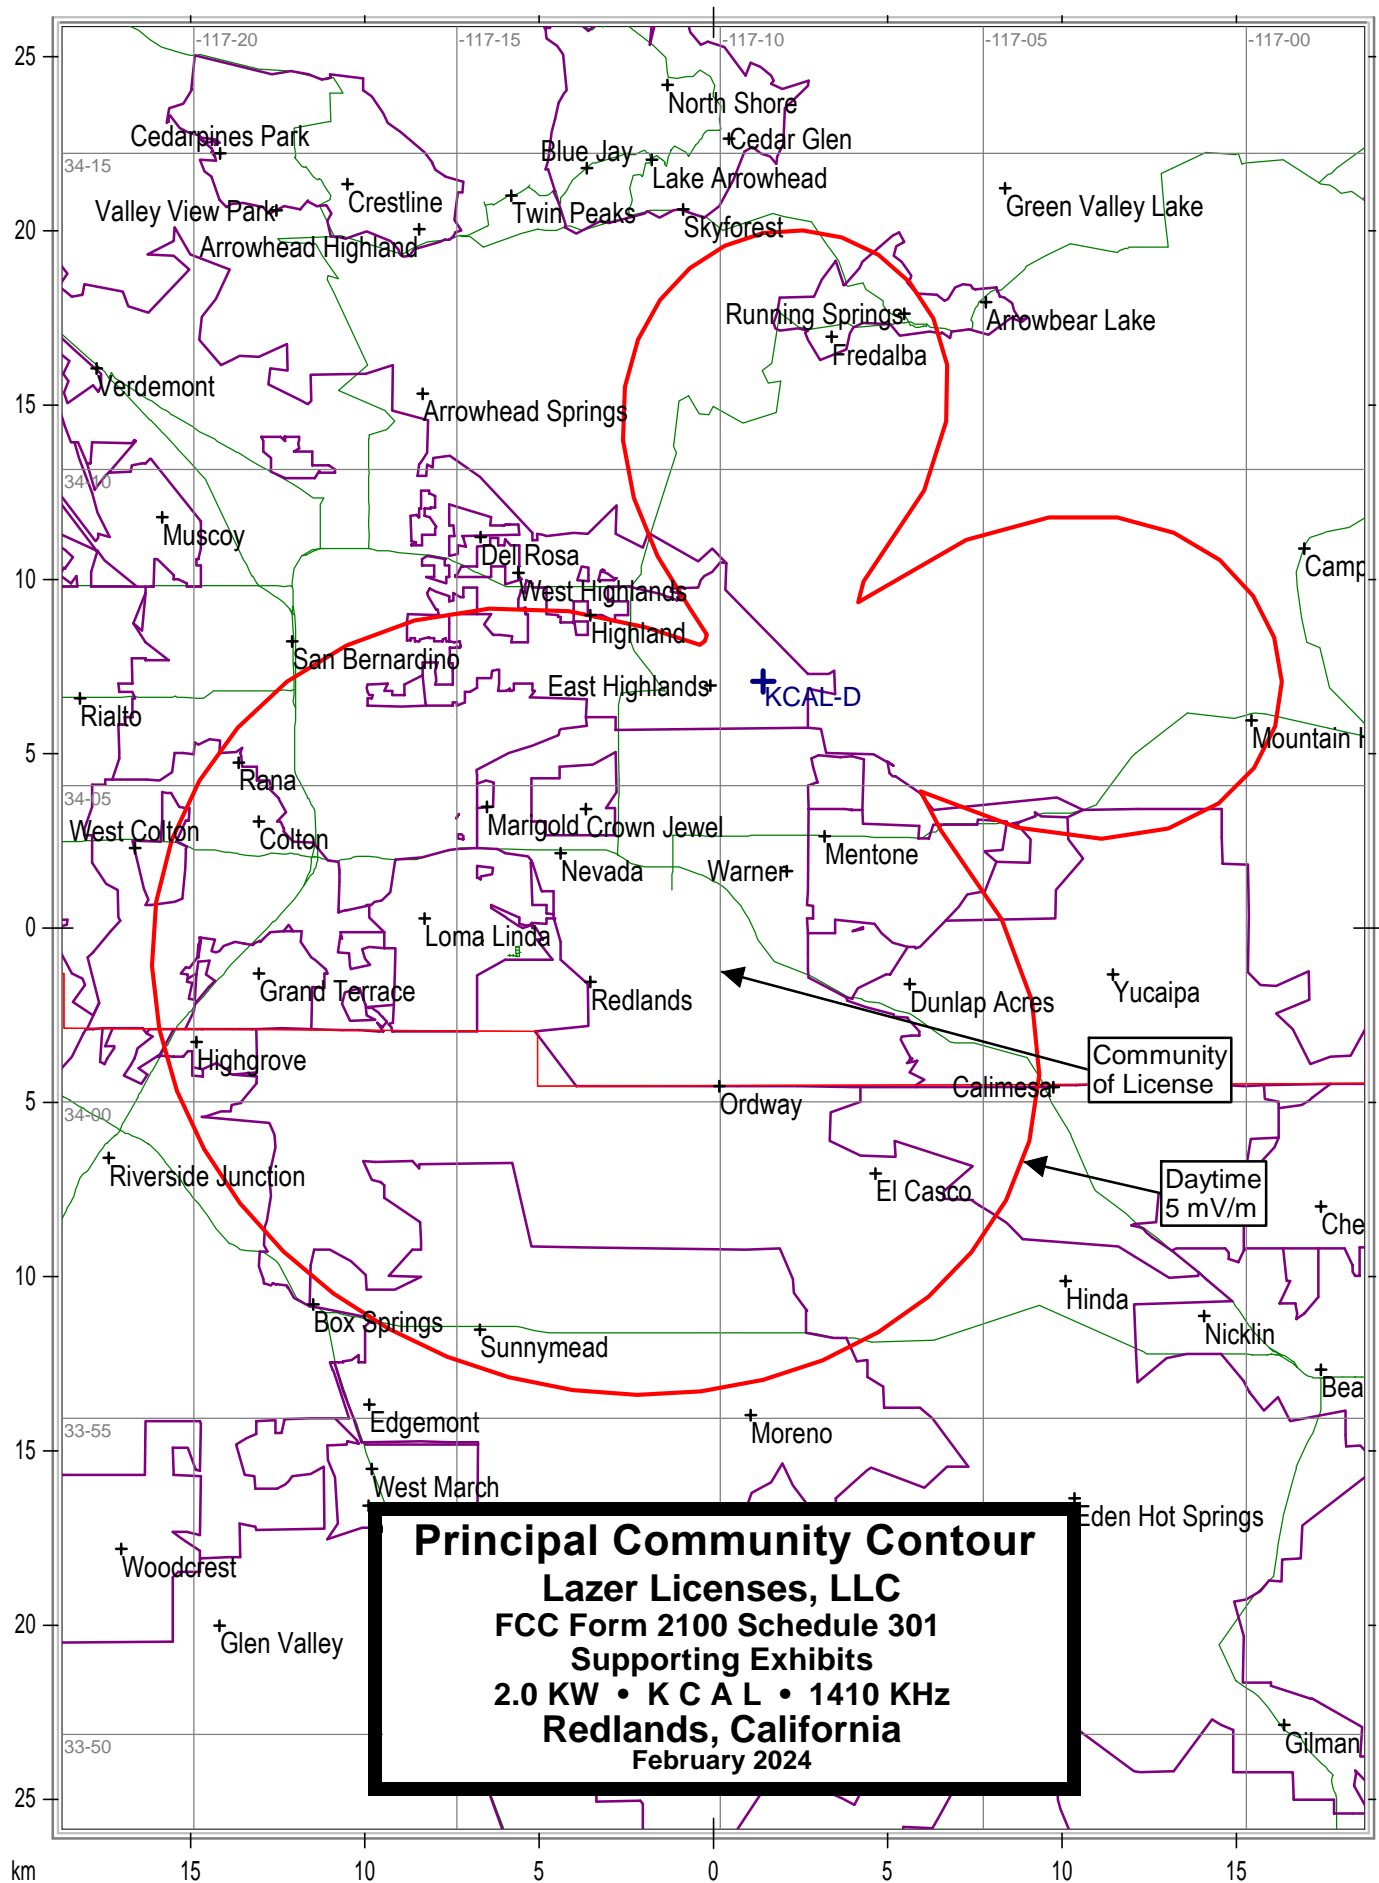 -117-20
-117-15
-117-10
-117-05
-117-00
25
North Shore
Cedarpines Park
Cedar Glen
34-15
Blue Jay
Lake Arrowhead
Crestline
Valley View Park
Twin Peaks
Green Valley Lake
20
Skyforest
Arrowhead Highland
Running Springs
Arrowbear Lake
Fredalba
Verdemont
15
Arrowhead Springs
34-10
Muscoy
Del Rosa
Camp
10
West Highlands
Highland
San Bernardino
East Highlands
KCAL-D
Rialto
Mountain H
5
Rana
34-05
West Colton
Colton
Marigold
Crown Jewel
Mentone
Nevada
Warner
0
Loma Linda
Grand Terrace
Redlands
Dunlap Acres
Yucaipa
Highgrove
Community
of License
Calimesa
5
34-00
Ordway
Riverside Junction
El Casco
Daytime
5 mV/m
Che
10
Hinda
Box Springs
Nicklin
Sunnymead
Bea
33-55
Edgemont
Moreno
15
West March
Eden Hot Springs
Woodcrest
Principal Community Contour
Lazer Licenses, LLC
FCC Form 2100 Schedule 301
Supporting Exhibits
2.0 KW • K C A L • 1410 KHz
Redlands, California
February 2024
20
Glen Valley
33-50
Gilman
25
km
15
10
5
0
5
10
15